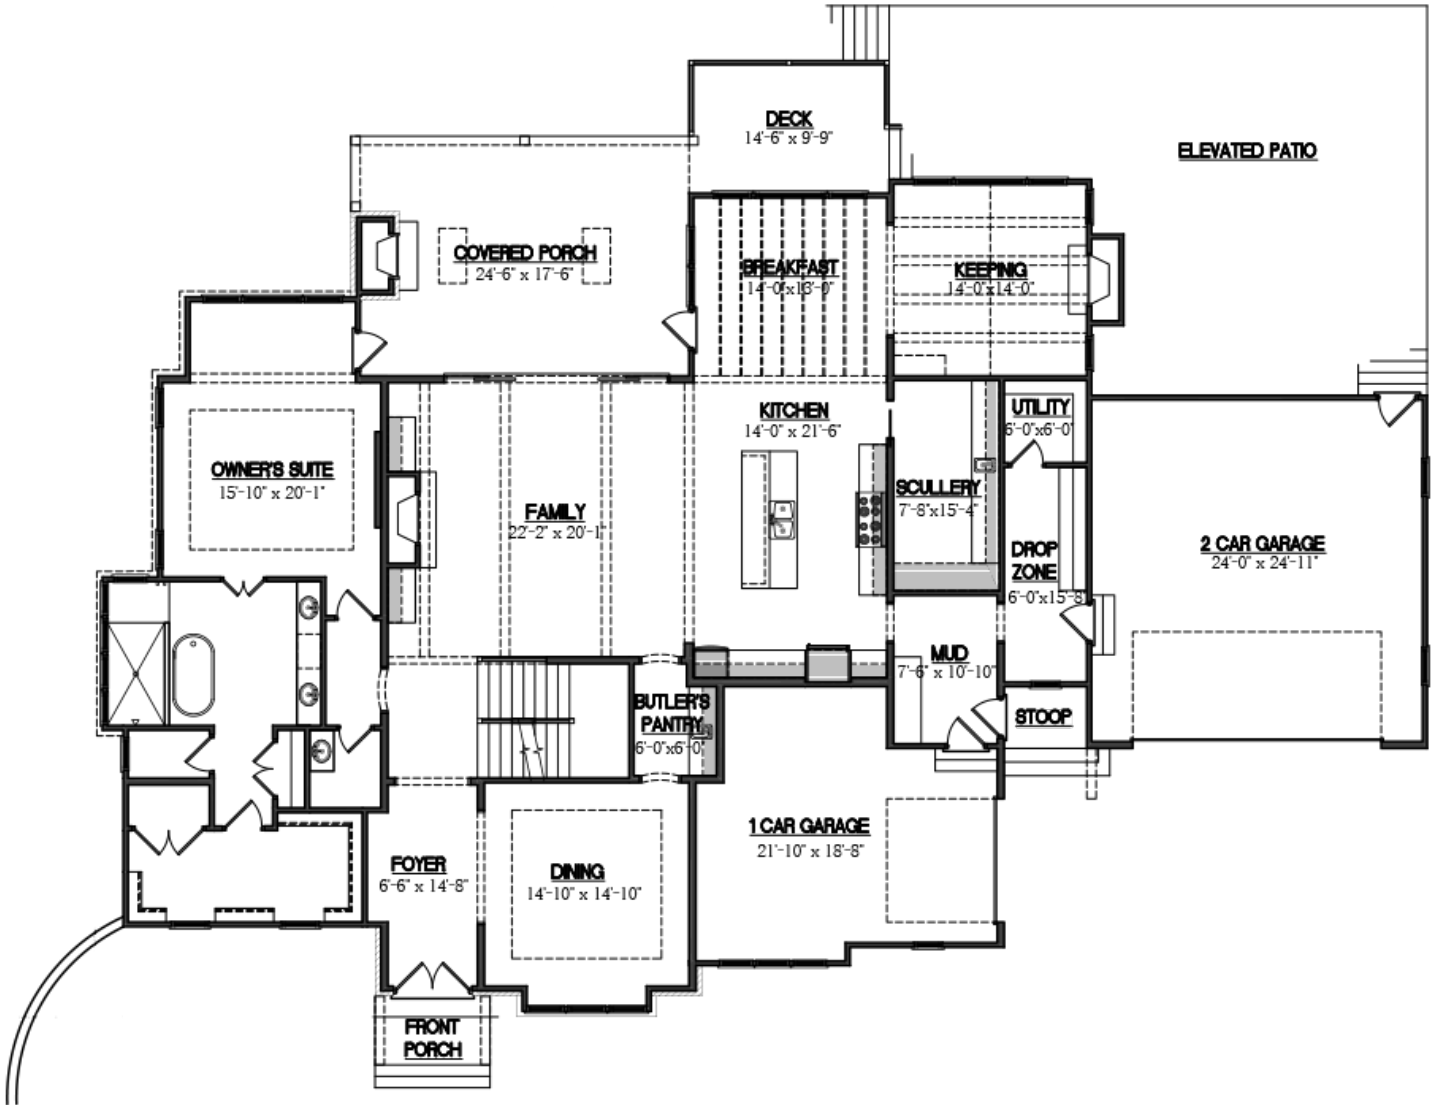 DECK
14'-6" x 9'-9"
ELEVATED PATIO
COVERED PORCH
24'-6" x 17'-6"
BREAKFAST
14'-0"x13'-0"
KEEPING
14'-0"x14'-0"
KITCHEN
14'-0" x 21'-6"
UTILITY
6'-0"x6'-0"
OWNER'S SUITE
15'-10" x 20'-1"
SCULLERY
7'-8"x15'-4"
FAMILY
22'-2" x 20'-1"
DROP
ZONE
6'-0"x15'-8"
2 CAR GARAGE
24'-0" x 24'-11"
MUD
7'-6" x 10'-10"
BUTLER'S
PANTRY
6'-0"x6'-0"
STOOP
1 CAR GARAGE
21'-10" x 18'-8"
FOYER
6'-6" x 14'-8"
DINING
14'-10" x 14'-10"
FRONT
PORCH